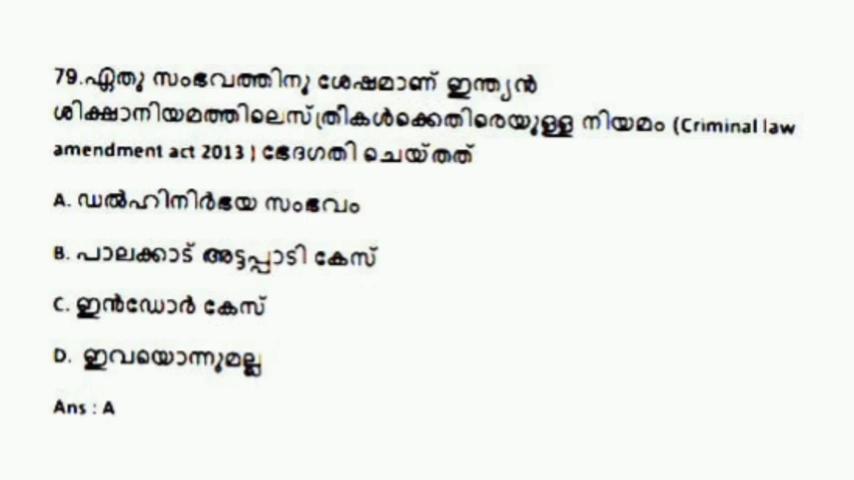 79.ഏതു സംഭവത്തിനു ശേഷമാണ് ഇന്ത്യൻ
ശിക്ഷാനിയമത്തിലെസ്ത്രീകൾക്കെതിരെയുള്ള നിയമം (Criminal law
amendment act 2013 ) ഭേദഗതി ചെയ്തത്
A. ഡൽഹിനിർഭയ സംഭവം
B. പാലക്കാട് അട്ടപ്പാടി കേസ്
C. ഇൻഡോർ കേസ്
D. ഇവയൊന്നുമല്ല
Ans : A